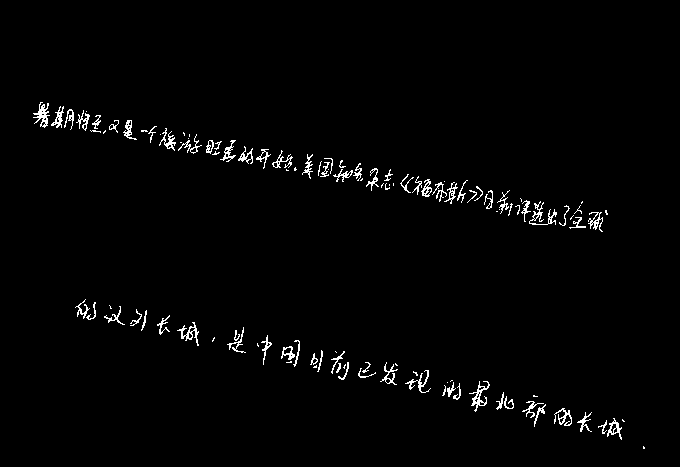 暑期将至,又是一个旅游旺季的开始。美国知名杂志《福布斯》日前评选出了全球
的汉外长城,是中国目前已发现的最北部的长城.